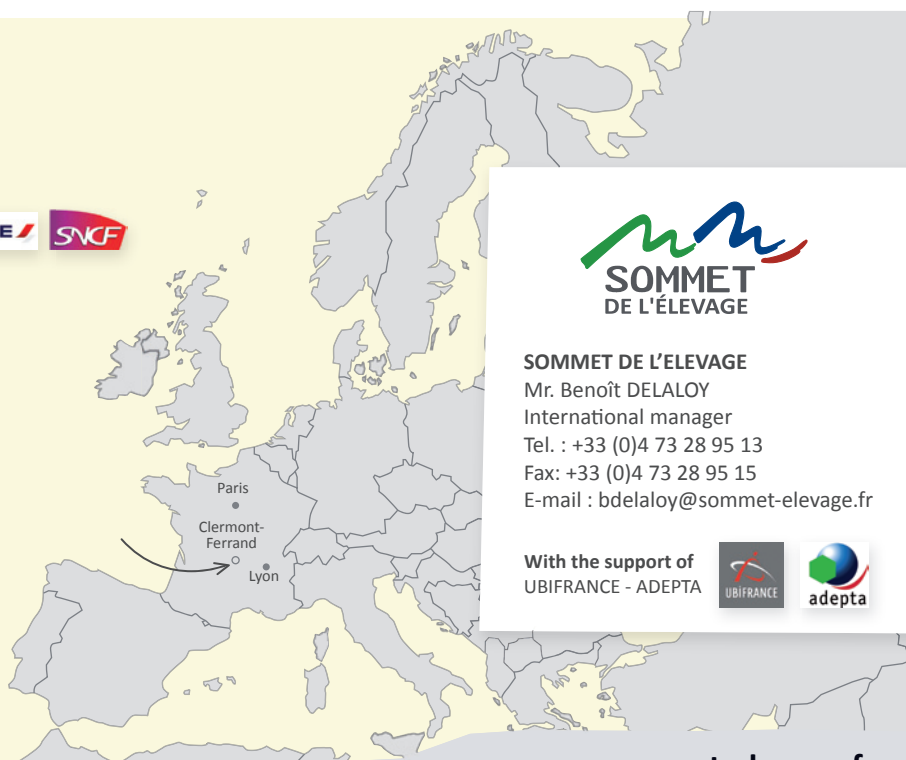 SNCF
Paris
Clermont-
Ferrand
Lyon
SOMMET
DE L'ÉLEVAGE
SOMMET DE L'ELEVAGE
Mr. Benoît DELALOY
International manager
Tel. : +33 (0)4 73 28 95 13
Fax: +33 (0)4 73 28 95 15
E-mail : bdelaloy@sommet-elevage.fr
With the support of
UBIFRANCE - ADEPTA
UBIFRANCE
adepta